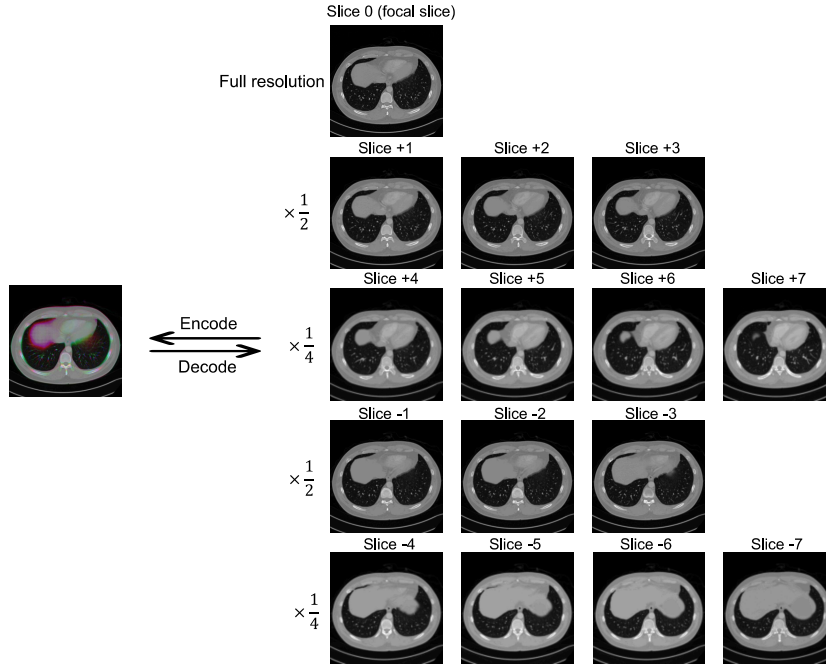 Slice 0 (focal slice)
Full resolution
Slice +1 Slice +2 Slice +3
× 1/2
Slice +4 Slice +5 Slice +6 Slice +7
Encode
Decode
× 1/4
Slice -1 Slice -2 Slice -3
× 1/2
Slice -4 Slice -5 Slice -6 Slice -7
× 1/4